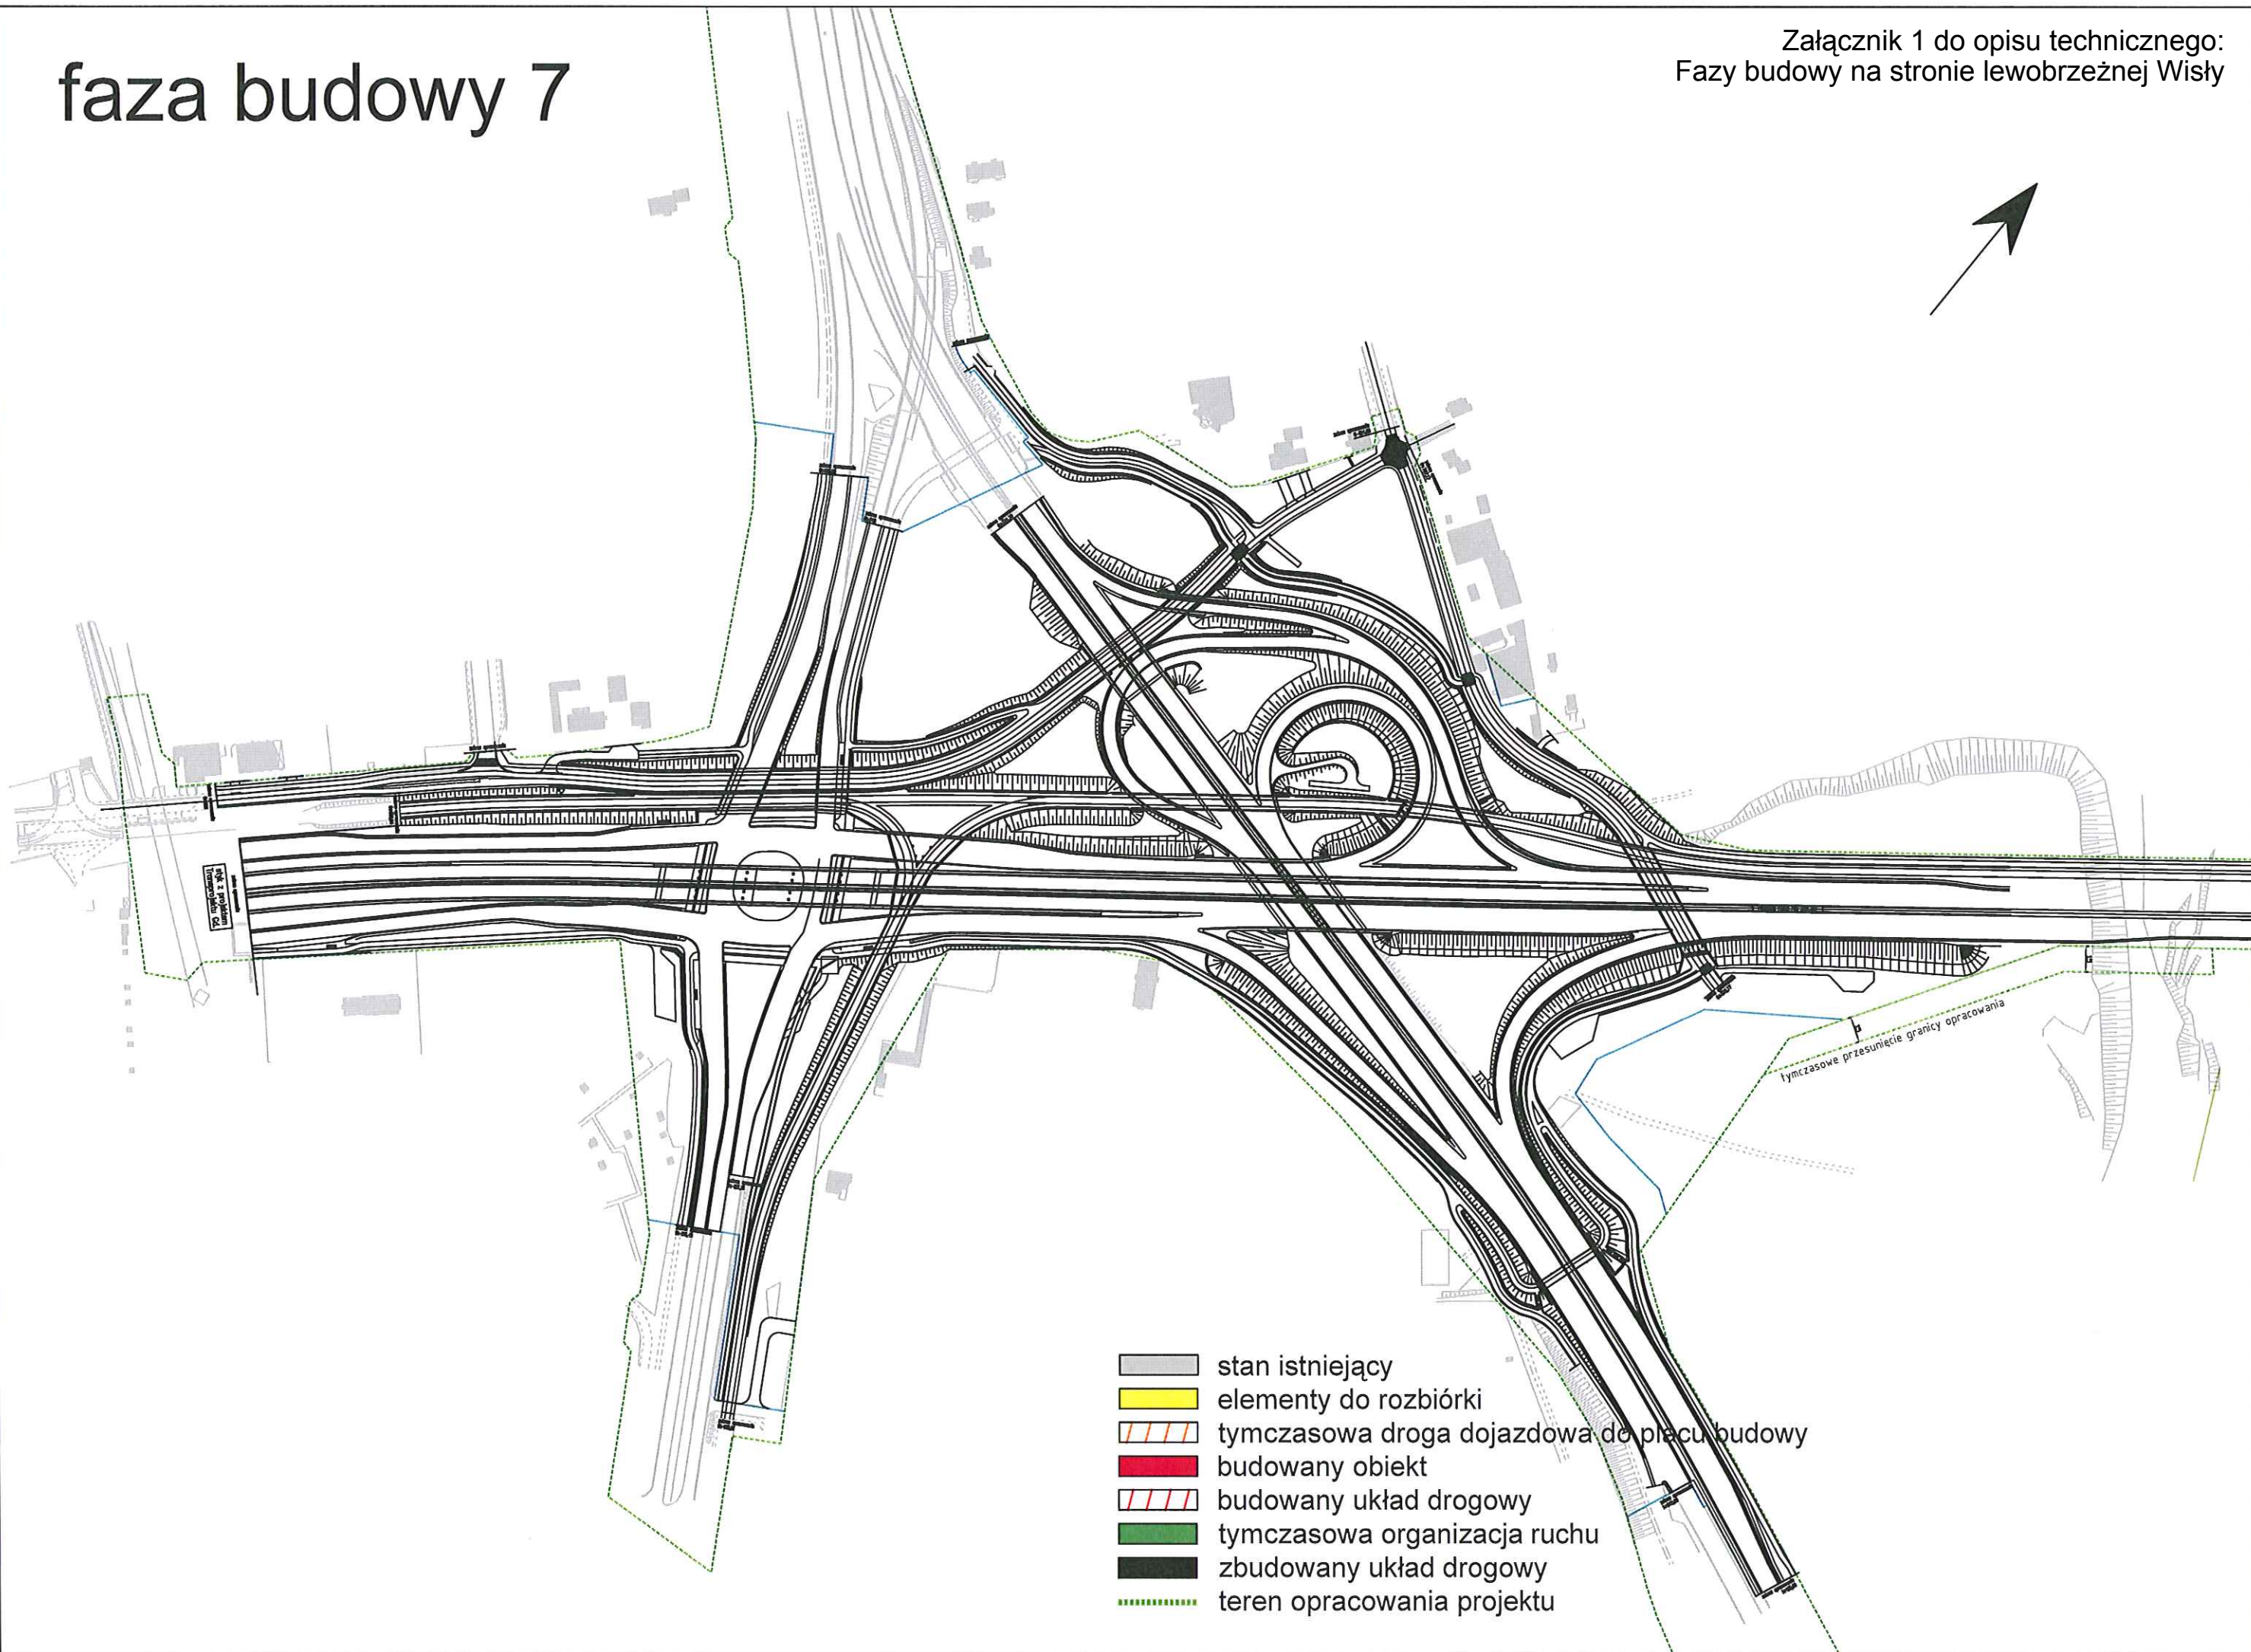 faza budowy 7
Załącznik 1 do opisu technicznego:
Fazy budowy na stronie lewobrzeżnej Wisły
tymczasowe przesunięcie granicy opracowania
stan istniejący
elementy do rozbiórki
tymczasowa droga dojazdowa do placu budowy
budowany obiekt
budowany układ drogowy
tymczasowa organizacja ruchu
zbudowany układ drogowy
teren opracowania projektu